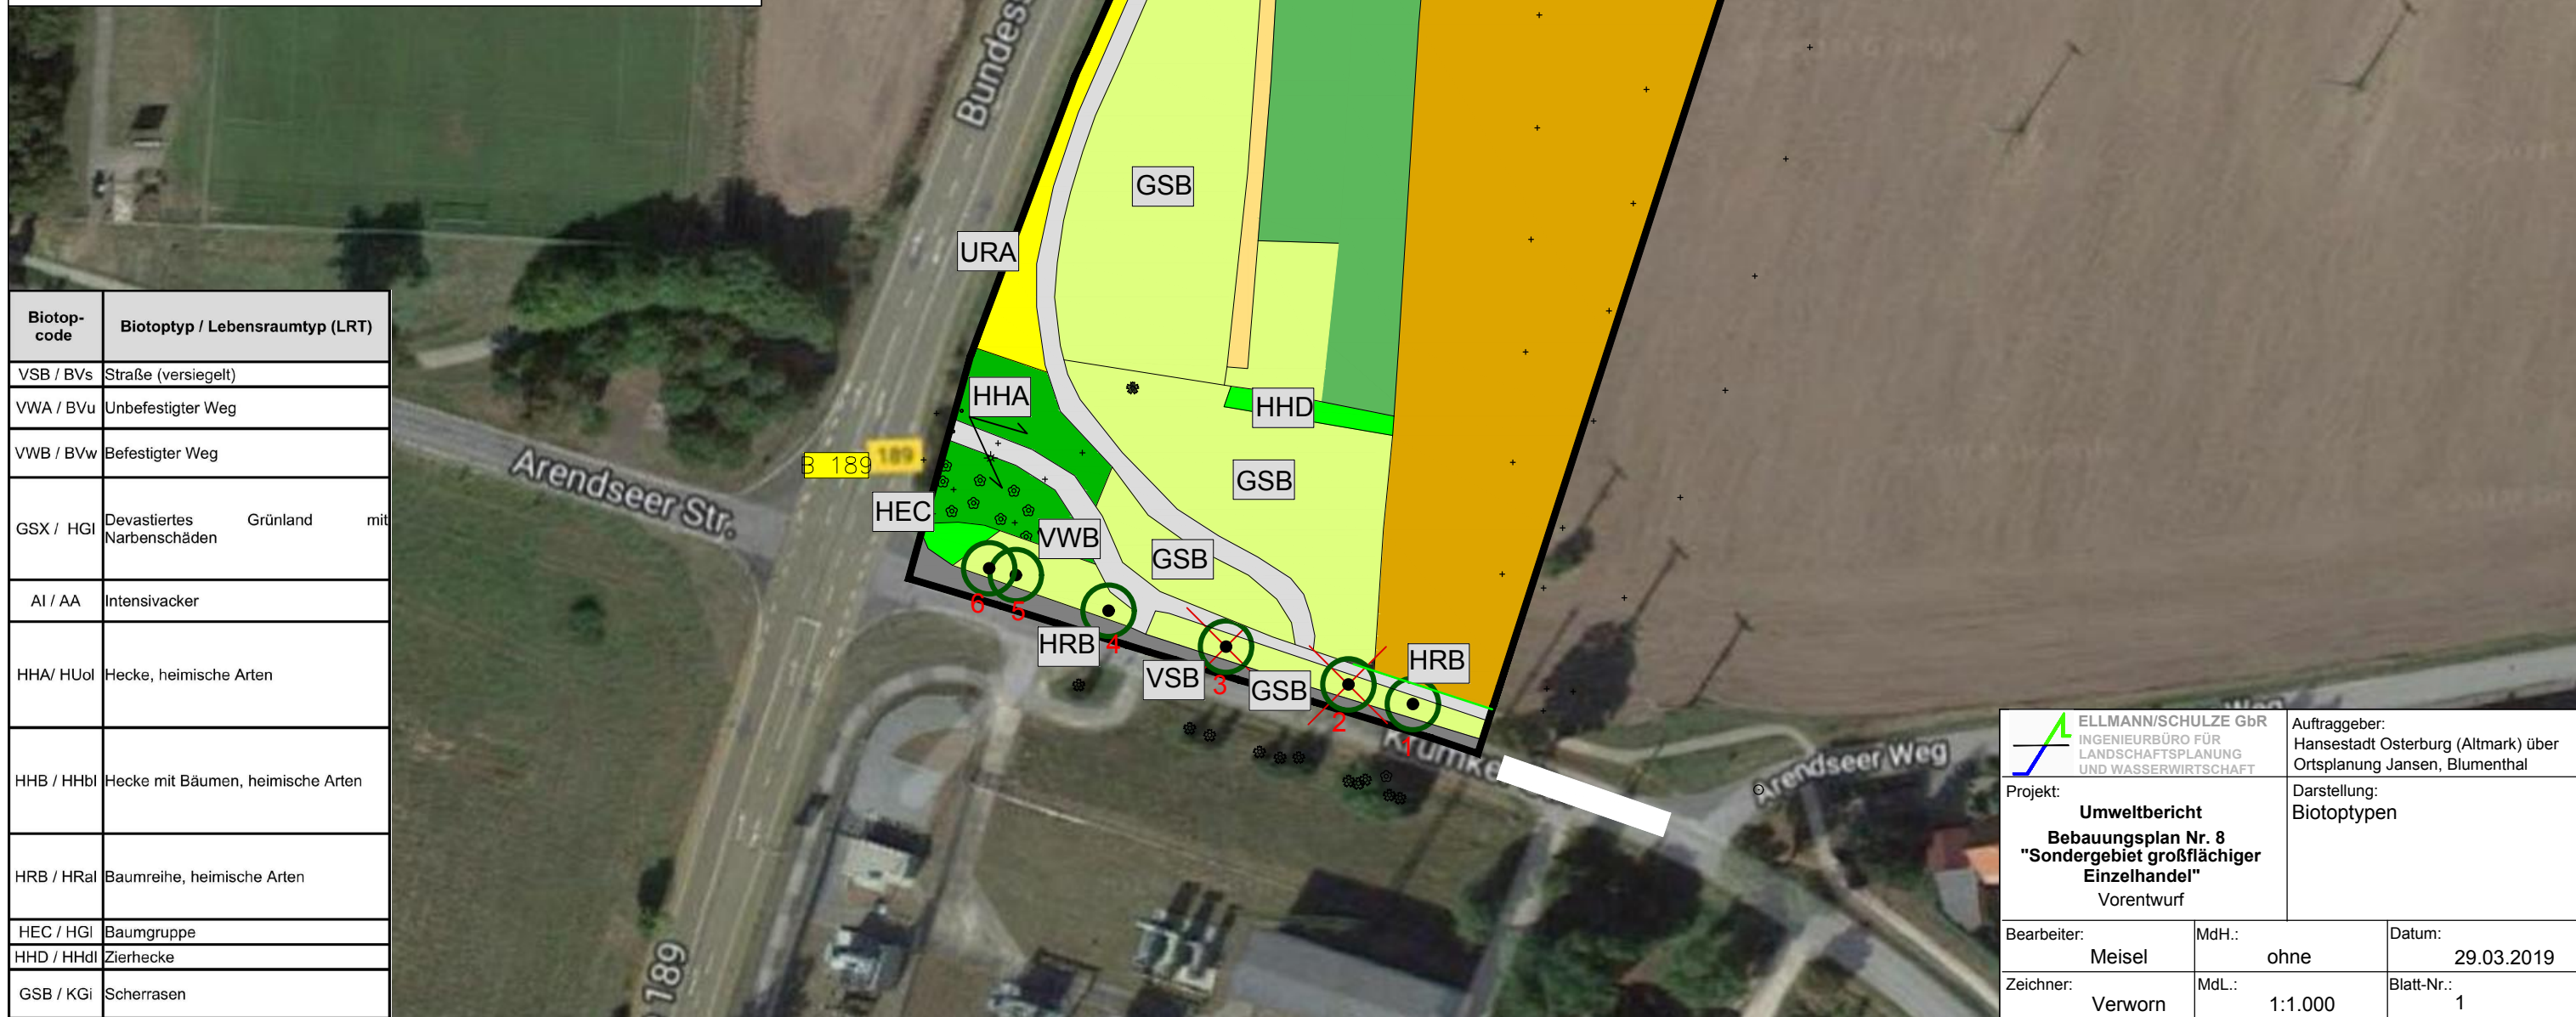 Biotop-
code
Biotoptyp / Lebensraumtyp (LRT)
VSB / BVs Straße (versiegelt)
VWA / BVu Unbefestigter Weg
VWB / BVw Befestigter Weg
GSX / HGI Devastiertes Grünland mit
Narbenschäden
AI / AA Intensivacker
HHA/ HUol Hecke, heimische Arten
HHB / HHbl Hecke mit Bäumen, heimische Arten
HRB / HRal Baumreihe, heimische Arten
HEC / HGI Baumgruppe
HHD / HHdl Zierhecke
GSB / KGi Scherrasen
GSB
URA
HHA
HHD
B 189
189
GSB
Arendseer Str.
HEC
VWB
GSB
6
5
4
HRB
VSB
3
GSB
2
1
HRB
Arendseer Weg
189
ELLMANN/SCHULZE GbR
INGENIEURBÜRO FÜR
LANDSCHAFTSPLANUNG
UND WASSERWIRTSCHAFT
Auftraggeber:
Hansestadt Osterburg (Altmark) über
Ortsplanung Jansen, Blumenthal
Projekt:
Umweltbericht
Bebauungsplan Nr. 8
"Sondergebiet großflächiger
Einzelhandel"
Vorentwurf
Darstellung:
Biotoptypen
Bearbeiter:
Meisel
MdH.:
ohne
Datum:
29.03.2019
Zeichner:
Verworn
MdL.:
1:1.000
Blatt-Nr.:
1